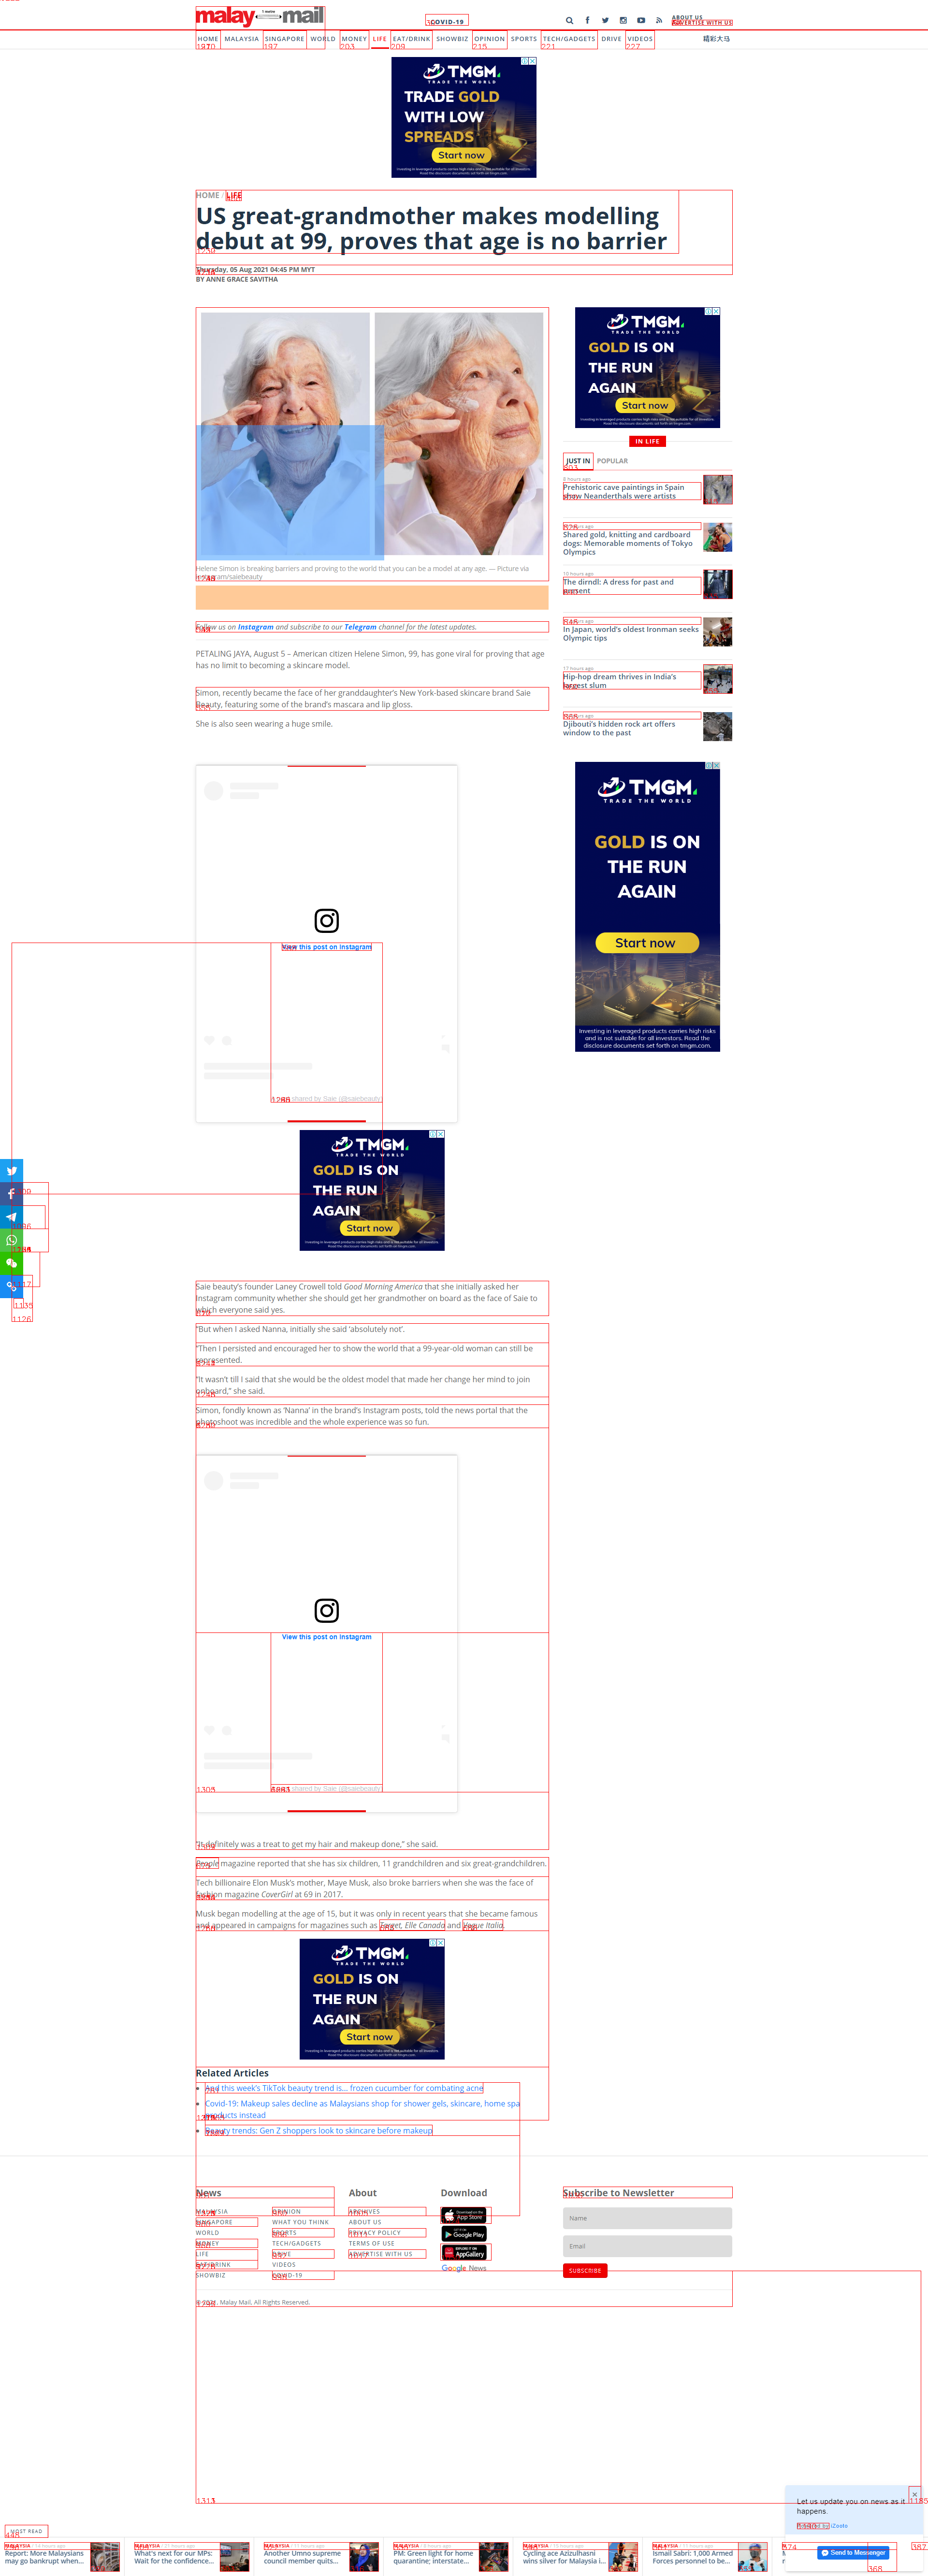 malay mail
COVID-19
ABOUT US
ADVERTISE WITH US
HOME MALAYSIA SINGAPORE WORLD MONEY LIFE EAT/DRINK SHOWBIZ OPINION SPORTS TECH/GADGETS DRIVE VIDEOS 精彩大马
TMGM
TRADE THE WORLD
TRADE GOLD
WITH LOW
SPREADS
Start now
HOME / LIFE
US great-grandmother makes modelling
debut at 99, proves that age is no barrier
Thursday, 05 Aug 2021 04:45 PM MYT
BY ANNE GRACE SAVITHA
Helene Simon is breaking barriers and proving to the world that you can be a model at any age. — Picture via
Follow us on Instagram and subscribe to our Telegram channel for the latest updates.
PETALING JAYA, August 5 – American citizen Helene Simon, 99, has gone viral for proving that age
has no limit to becoming a skincare model.
Simon, recently became the face of her granddaughter's New York-based skincare brand Saie
Beauty, featuring some of the brand's mascara and lip gloss.
She is also seen wearing a huge smile.
View this post on Instagram
shared by Saie (@saiebeauty)
TMGM
TRADE THE WORLD
GOLD IS ON
THE RUN
AGAIN
Start now
Saie beauty's founder Laney Crowell told Good Morning America that she initially asked her
Instagram community whether she should get her grandmother on board as the face of Saie to
which everyone said yes.
"But when I asked Nanna, initially she said 'absolutely not'.
"Then I persisted and encouraged her to show the world that a 99-year-old woman can still be
represented.
"It wasn't till I said that she would be the oldest model that made her change her mind to join
onboard," she said.
Simon, fondly known as 'Nanna' in the brand's Instagram posts, told the news portal that the
photoshoot was incredible and the whole experience was so fun.
View this post on Instagram
shared by Saie (@saiebeauty)
"It definitely was a treat to get my hair and makeup done," she said.
People magazine reported that she has six children, 11 grandchildren and six great-grandchildren.
Tech billionaire Elon Musk's mother, Maye Musk, also broke barriers when she was the face of
fashion magazine CoverGirl at 69 in 2017.
Musk began modelling at the age of 15, but it was only in recent years that she became famous
and appeared in campaigns for magazines such as Target, Elle Canada and Vogue Italia.
TMGM
TRADE THE WORLD
GOLD IS ON
THE RUN
AGAIN
Start now
Related Articles
And this week's TikTok beauty trend is... frozen cucumber for combating acne
Covid-19: Makeup sales decline as Malaysians shop for shower gels, skincare, home spa
products instead
Beauty trends: Gen Z shoppers look to skincare before makeup
TMGM
TRADE THE WORLD
GOLD IS ON
THE RUN
AGAIN
Start now
IN LIFE
JUST IN POPULAR
Prehistoric cave paintings in Spain
show Neanderthals were artists
Shared gold, knitting and cardboard
dogs: Memorable moments of Tokyo
Olympics
10 hours ago
The dirndl: A dress for past and
present
In Japan, world's oldest Ironman seeks
Olympic tips
17 hours ago
Hip-hop dream thrives in India's
largest slum
Djibouti's hidden rock art offers
window to the past
TMGM
TRADE THE WORLD
GOLD IS ON
THE RUN
AGAIN
Start now
Investing in leveraged products carries high risks
and is not suitable for all investors. Read the
disclosure documents set forth on tmgm.com.
News
MALAYSIA
SINGAPORE
WORLD
MONEY
LIFE
EAT/DRINK
SHOWBIZ
OPINION
WHAT YOU THINK
SPORTS
TECH/GADGETS
DRIVE
VIDEOS
COVID-19
About
ARCHIVES
ABOUT US
PRIVACY POLICY
TERMS OF USE
ADVERTISE WITH US
Download
App Store
Google Play
AppGallery
Google News
Subscribe to Newsletter
Name
Email
SUBSCRIBE
Malay Mail, All Rights Reserved.
Let us update you on news as it
happens.
iZooto
Send to Messenger
MOST READ
Report: More Malaysians
may go bankrupt when...
What's next for our MPs:
Wait for the confidence...
Another Umno supreme
council member quits...
PM: Green light for home
quarantine; interstate...
Cycling ace Azizulhasni
wins silver for Malaysia i...
Ismail Sabri: 1,000 Armed
Forces personnel to be...